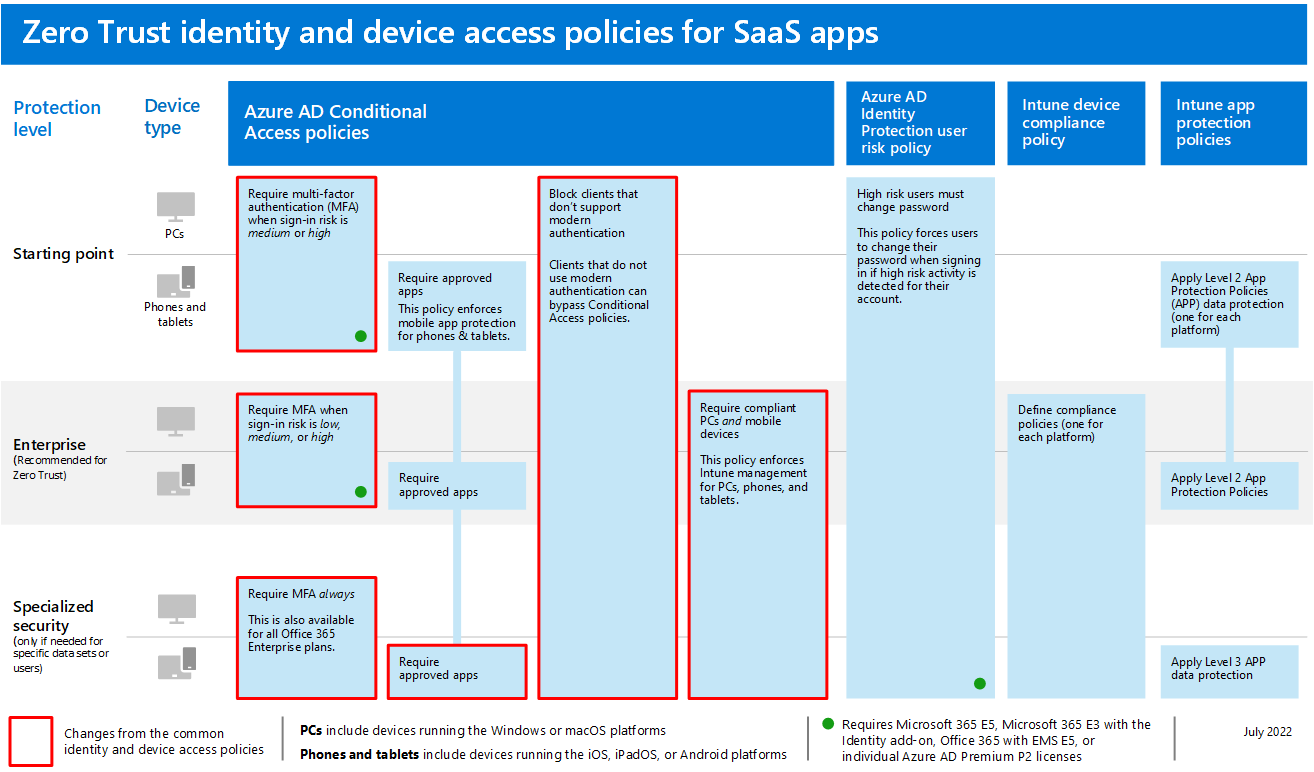 Zero Trust identity and device access policies for SaaS apps
Protection
level
Device
type
Azure AD Conditional
Access policies
Azure AD
Identity
Protection user
risk policy
Intune device
compliance
policy
Intune app
protection
policies
Starting point
PCs
Phones and
tablets
Require multi-factor
authentication (MFA)
when sign-in risk is
medium or high
Require approved
apps
This policy enforces
mobile app protection
for phones & tablets.
Block clients that
don't support
modern
authentication
Clients that do not
use modern
authentication can
bypass Conditional
Access policies.
High risk users must
change password
This policy forces users
to change their
password when signing
in if high risk activity is
detected for their
account.
Apply Level 2 App
Protection Policies
(APP) data protection
(one for each
platform)
Enterprise
(Recommended for
Zero Trust)
Require MFA when
sign-in risk is low,
medium, or high
Require
approved apps
Require compliant
PCs and mobile
devices
This policy enforces
Intune management
for PCs, phones, and
tablets.
Define compliance
policies (one for
each platform)
Apply Level 2 App
Protection Policies
Specialized
security
(only if needed for
specific data sets or
users)
Require MFA always
This is also available
for all Office 365
Enterprise plans.
Require
approved apps
Apply Level 3 APP
data protection
Changes from the common
identity and device access policies
PCs include devices running the Windows or macOS platforms
Phones and tablets include devices running the iOS, iPadOS, or Android platforms
Requires Microsoft 365 E5, Microsoft 365 E3 with the
Identity add-on, Office 365 with EMS E5, or
individual Azure AD Premium P2 licenses
July 2022